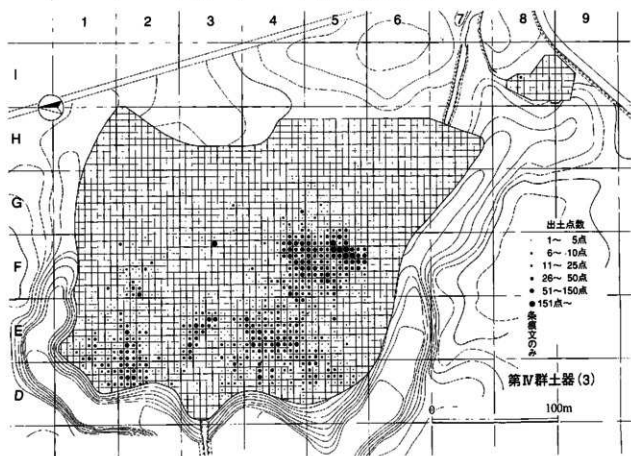 1 2 3 4 5 6 7 8 9
I
H
G
F
E
D
出土点数
1～ 5点
6～10点
11～ 25点
26～ 50点
51～150点
151点～
条痕文のみ
第Ⅳ群土器(3)
0 100m